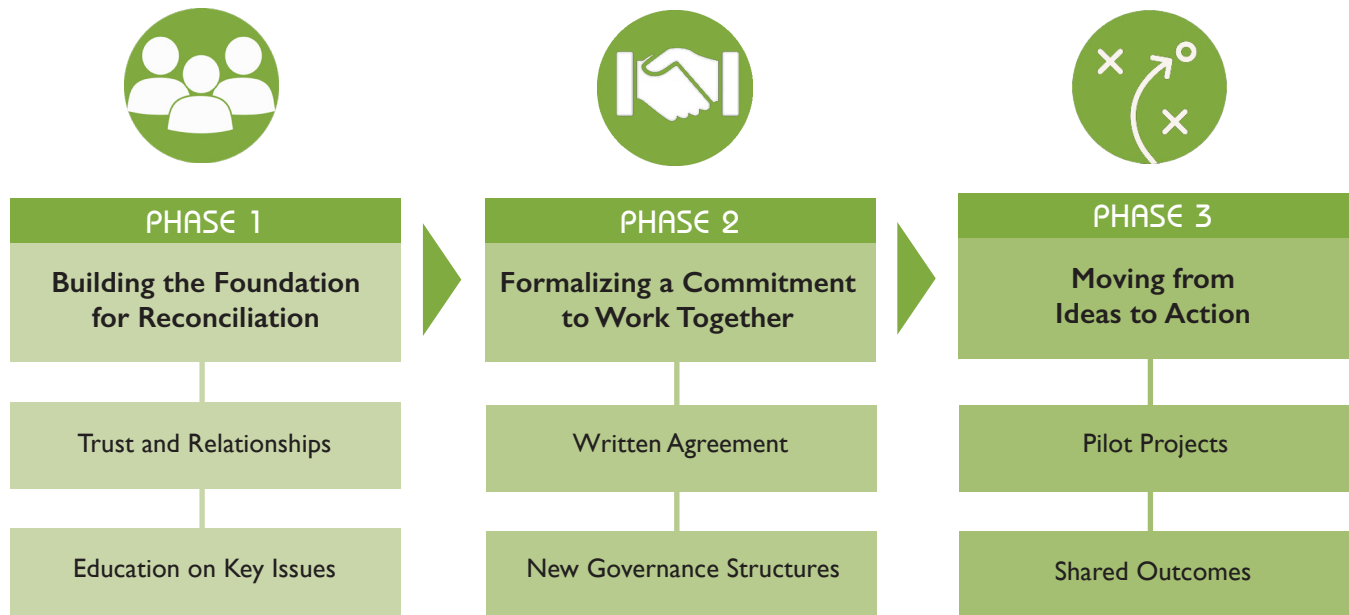 PHASE 1
Building the Foundation
for Reconciliation
Trust and Relationships
Education on Key Issues
PHASE 2
Formalizing a Commitment
to Work Together
Written Agreement
New Governance Structures
PHASE 3
Moving from
Ideas to Action
Pilot Projects
Shared Outcomes